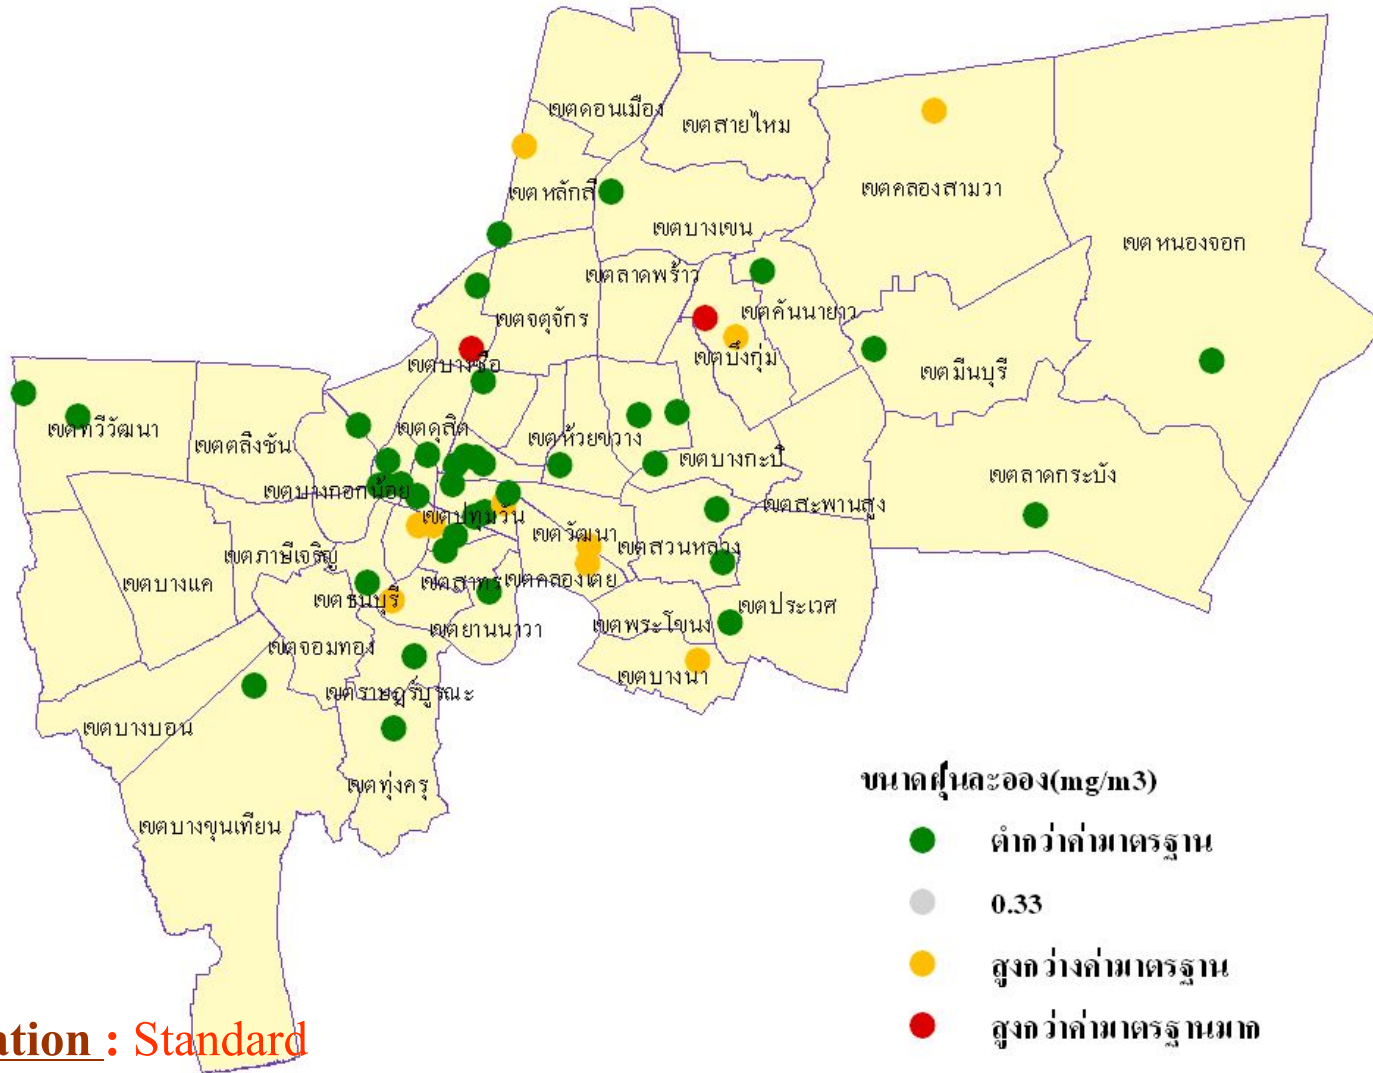 เขตดอนเมือง
เขตสายไหม
เขตหลักสี่
เขตคลองสามวา
เขตบางเขน
เขตหนองจอก
เขตลาดพร้าว
เขตคันนายาว
เขตจตุจักร
เขตบึงกุ่ม
เขตบางซื่อ
เขตมีนบุรี
เขตทวีวัฒนา
เขตตลิ่งชัน
เขตดุสิต
เขตห้วยขวาง
เขตบางกะปิ
เขตลาดกระบัง
เขตบางกอกน้อย
เขตสะพานสูง
เขตปทุมวัน
เขตวัฒนา
เขตสวนหลวง
เขตภาษีเจริญ
เขตบางแค
เขตสาทร
เขตคลองเตย
เขตธนบุรี
เขตประเวศ
เขตยานนาวา
เขตพระโขนง
เขตจอมทอง
เขตบางนา
เขตราษฎร์บูรณะ
เขตบางบอน
เขตทุ่งครุ
เขตบางขุนเทียน
ขนาดฝุ่นละออง(mg/m3)
ต่ำกว่าค่ามาตรฐาน
0.33
สูงกว่างค่ามาตรฐาน
สูงกว่าค่ามาตรฐานมาก
ation : Standard